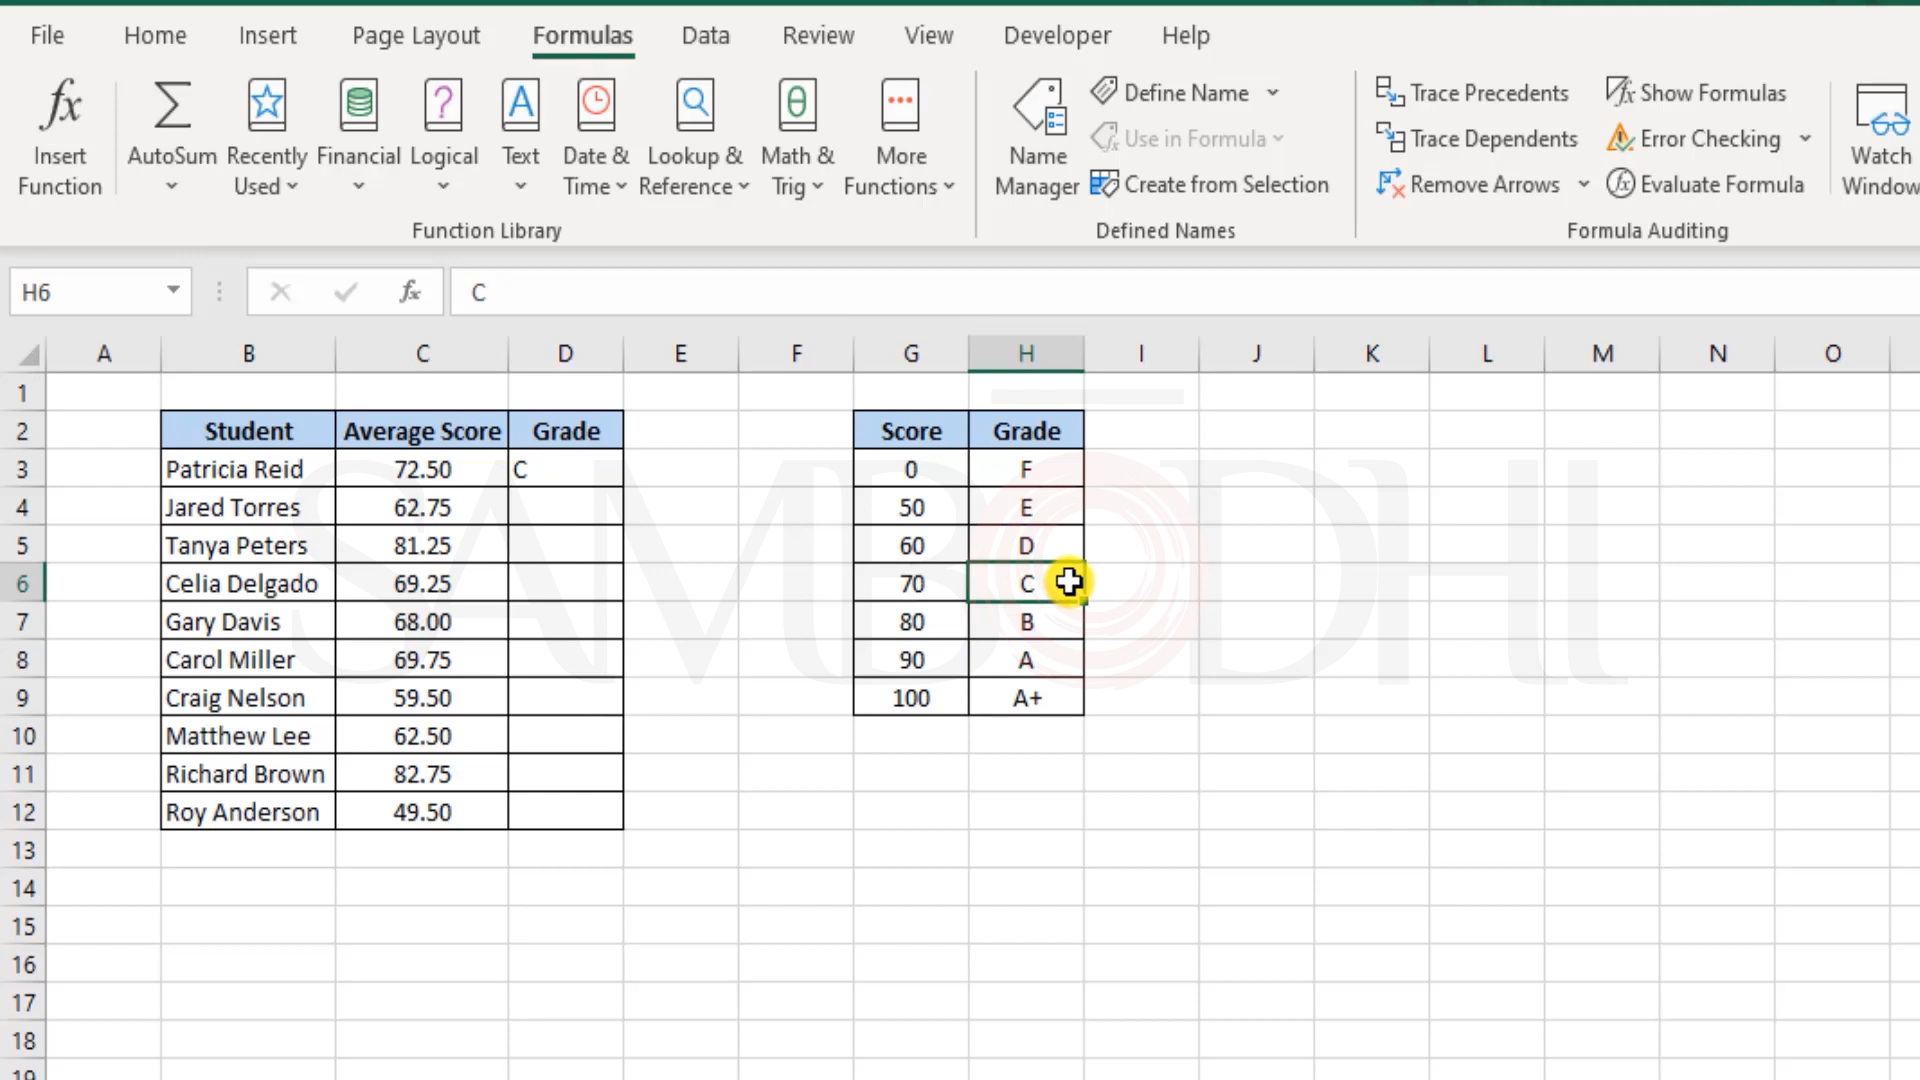 File Home Insert Page Layout Formulas Data Review View Developer Help
fx Insert Function
AutoSum
Recently Used
Financial
Logical
Text
Date & Time
Lookup & Reference
Math & Trig
More Functions
Function Library
Name Manager
Define Name
Use in Formula
Create from Selection
Defined Names
Trace Precedents
Trace Dependents
Remove Arrows
Show Formulas
Error Checking
Evaluate Formula
Formula Auditing
Watch Window
H6 fx C
A B C D E F G H I J K L M N O
1
2 Student Average Score Grade Score Grade
3 Patricia Reid 72.50 C 0 F
4 Jared Torres 62.75 50 E
5 Tanya Peters 81.25 60 D
6 Celia Delgado 69.25 70 C
7 Gary Davis 68.00 80 B
8 Carol Miller 69.75 90 A
9 Craig Nelson 59.50 100 A+
10 Matthew Lee 62.50
11 Richard Brown 82.75
12 Roy Anderson 49.50
13
14
15
16
17
18
19
SAMBODHI